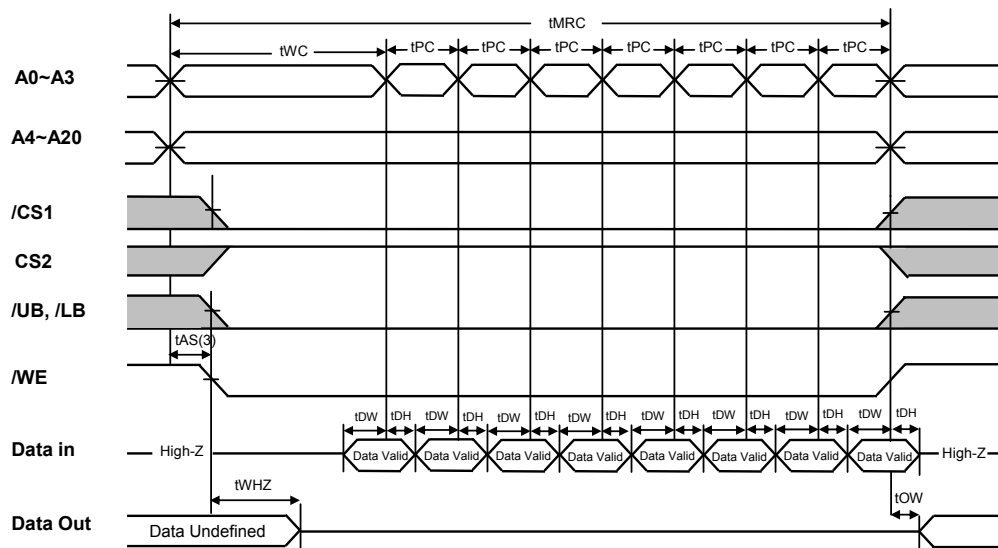 tMRC
tWC tPC tPC tPC tPC tPC tPC tPC
A0~A3
A4~A20
/CS1
CS2
/UB, /LB
tAS(3)
/WE
tDW tDH tDW tDH tDW tDH tDW tDH tDW tDH tDW tDH tDW tDH tDW tDH
Data in High-Z Data Valid Data Valid Data Valid Data Valid Data Valid Data Valid Data Valid Data Valid High-Z
tWHZ tOW
Data Out Data Undefined